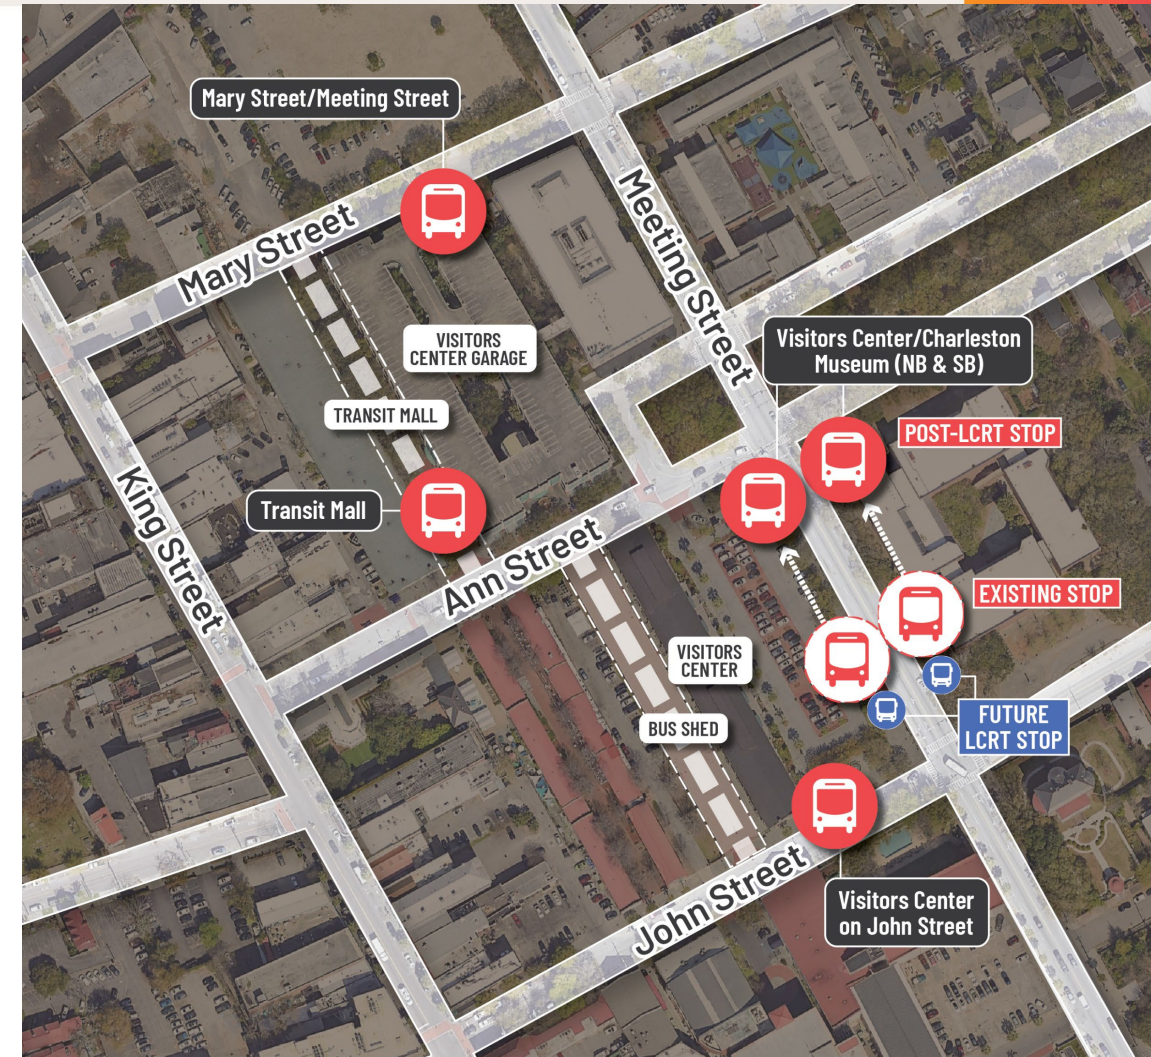 Mary Street/Meeting Street
Mary Street
Meeting Street
VISITORS
CENTER GARAGE
Visitors Center/Charleston
Museum (NB & SB)
TRANSIT MALL
POST-LCRT STOP
King Street
Transit Mall
Ann Street
EXISTING STOP
VISITORS
CENTER
BUS SHED
FUTURE
LCRT STOP
John Street
Visitors Center
on John Street